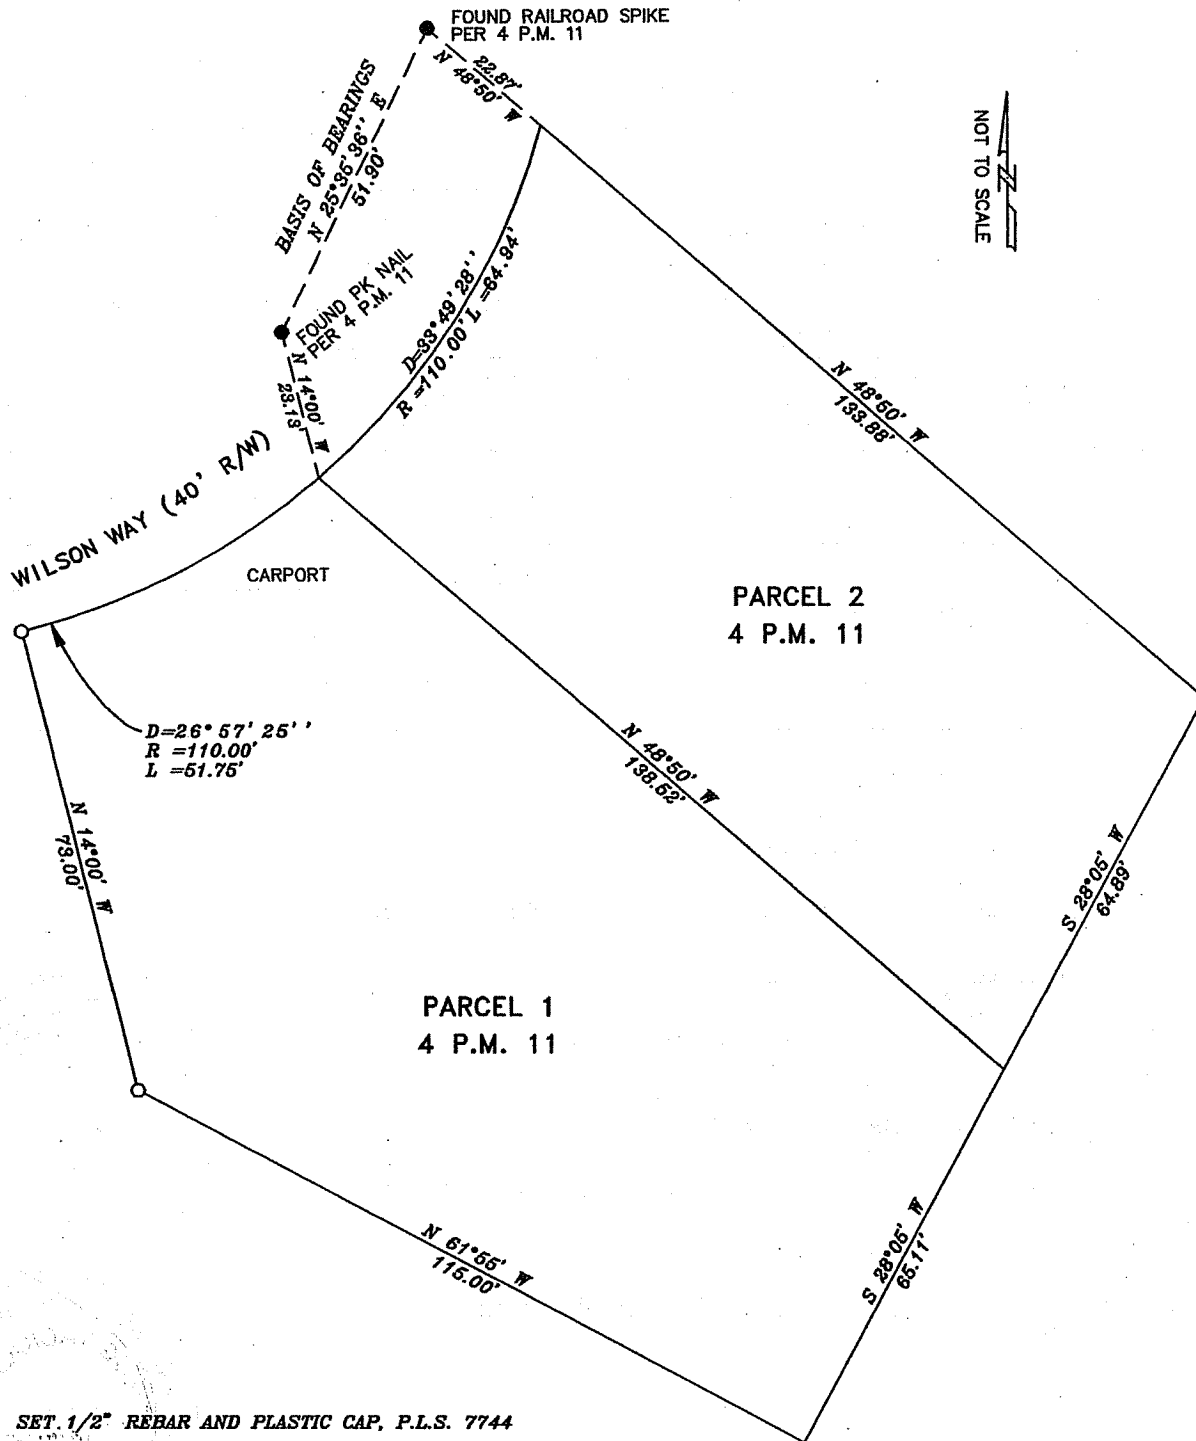 FOUND RAILROAD SPIKE
PER 4 P.M. 11
22.87'
N 48°50' W
BASIS OF BEARINGS
N 25°35'36'' E
51.90'
NOT TO SCALE
N
FOUND PK NAIL
PER 4 P.M. 11
D=33°49'28''
R =110.00' L =64.94'
N 14°00' W
23.13'
N 48°50' W
133.88'
WILSON WAY (40' R/W)
CARPORT
PARCEL 2
4 P.M. 11
D=26°57'25''
R =110.00'
L =51.75'
N 48°50' W
138.52'
N 14°00' W
73.00'
S 28°05' W
64.89'
PARCEL 1
4 P.M. 11
N 61°55' W
115.00'
S 28°05' W
65.11'
SET 1/2" REBAR AND PLASTIC CAP, P.L.S. 7744